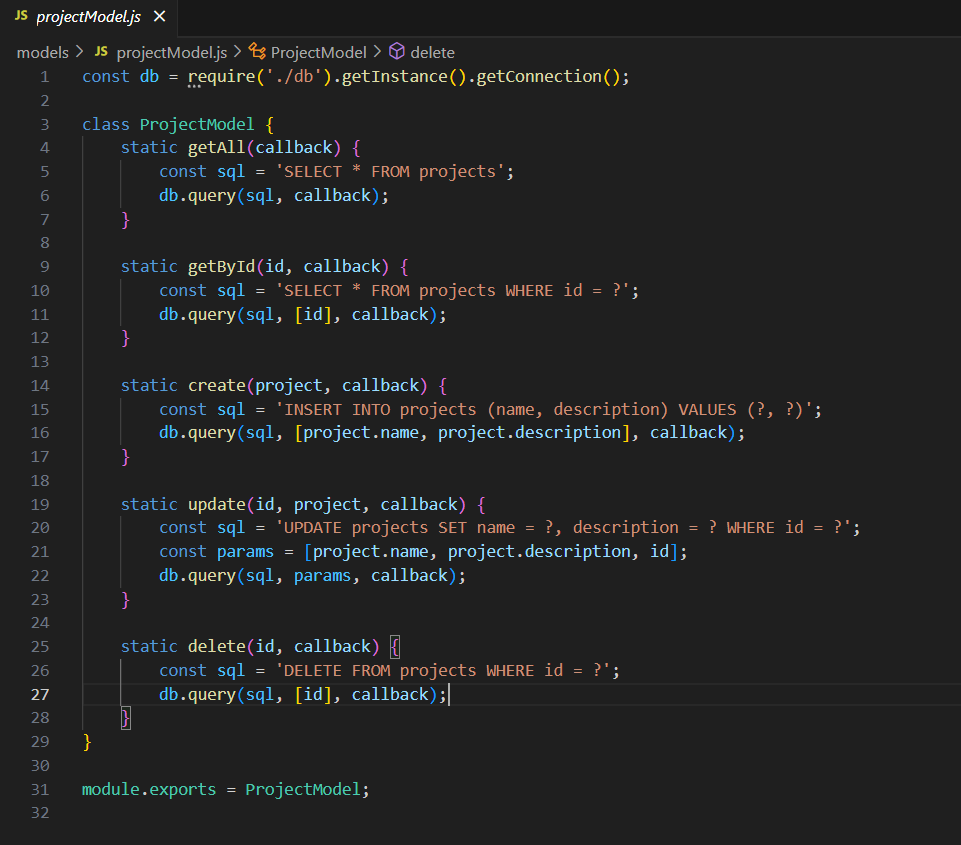 JS projectModel.js ×
models > JS projectModel.js > ProjectModel > delete
1 const db = require('./db').getInstance().getConnection();
2
3 class ProjectModel {
4     static getAll(callback) {
5         const sql = 'SELECT * FROM projects';
6         db.query(sql, callback);
7     }
8
9     static getById(id, callback) {
10         const sql = 'SELECT * FROM projects WHERE id = ?';
11         db.query(sql, [id], callback);
12     }
13
14     static create(project, callback) {
15         const sql = 'INSERT INTO projects (name, description) VALUES (?, ?)';
16         db.query(sql, [project.name, project.description], callback);
17     }
18
19     static update(id, project, callback) {
20         const sql = 'UPDATE projects SET name = ?, description = ? WHERE id = ?';
21         const params = [project.name, project.description, id];
22         db.query(sql, params, callback);
23     }
24
25     static delete(id, callback) {
26         const sql = 'DELETE FROM projects WHERE id = ?';
27         db.query(sql, [id], callback);
28     }
29 }
30
31 module.exports = ProjectModel;
32